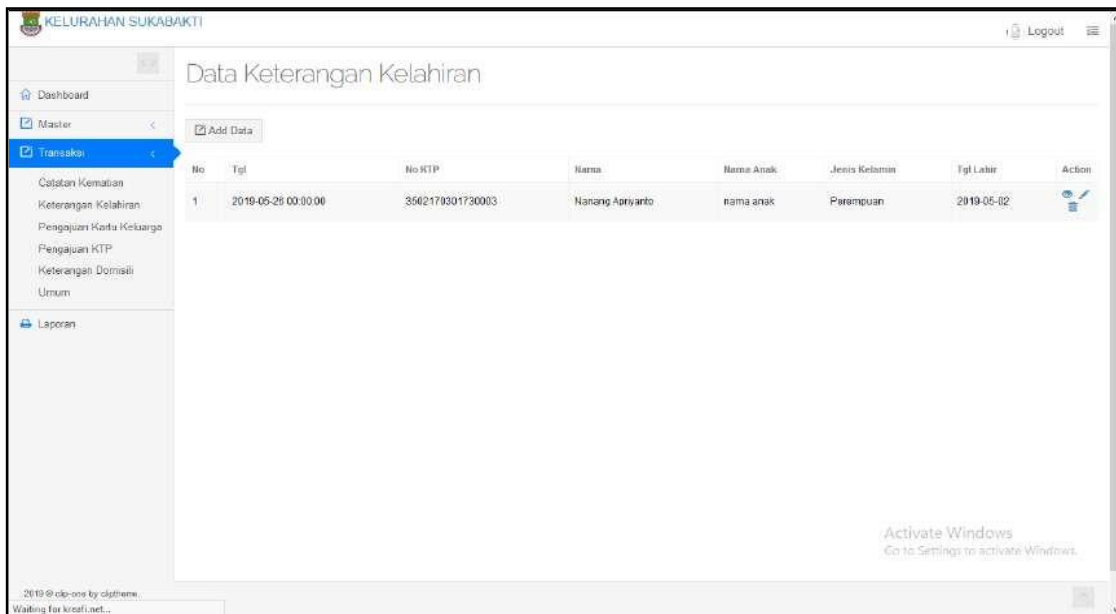 KELURAHAN SUKABAKTI
Logout
Data Keterangan Kelahiran
Dashboard
Master
Add Data
Transaksi
Catatan Kematian
Keterangan Kelahiran
Pengajuan Kartu Keluarga
Pengajuan KTP
Keterangan Domisili
Umum
Laporan
No Tgl No KTP Nama Nama Anak Jenis Kelamin Tgl Lahir Action
1 2019-05-26 00:00:00 3502170301730003 Nanang Apriyanto nama anak Perempuan 2019-05-02
Activate Windows
Go to Settings to activate Windows.
2019 © clip-one by cliptheme.
Waiting for kreafi.net...